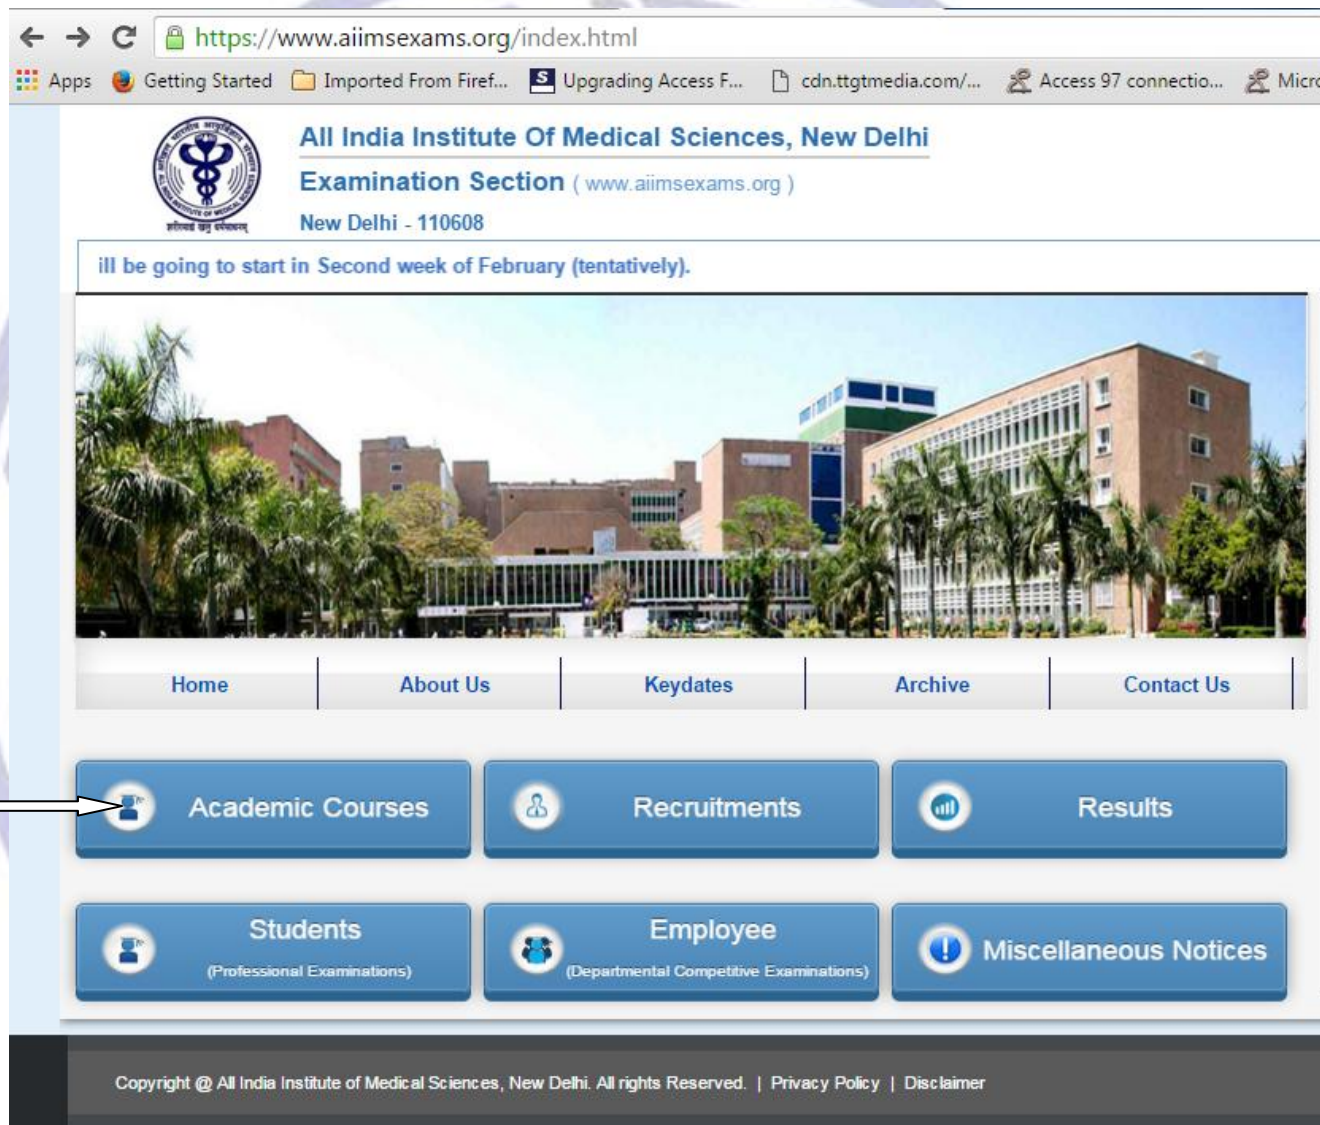 https://www.aiimsexams.org/index.html
Apps Getting Started Imported From Firef... Upgrading Access F... cdn.ttgtmedia.com/... Access 97 connectio... Micro
All India Institute Of Medical Sciences, New Delhi
Examination Section ( www.aiimsexams.org )
New Delhi - 110608
ill be going to start in Second week of February (tentatively).
Home About Us Keydates Archive Contact Us
Academic Courses Recruitments Results
Students Employee Miscellaneous Notices
(Professional Examinations) (Departmental Competitive Examinations)
Copyright @ All India Institute of Medical Sciences, New Delhi. All rights Reserved. | Privacy Policy | Disclaimer